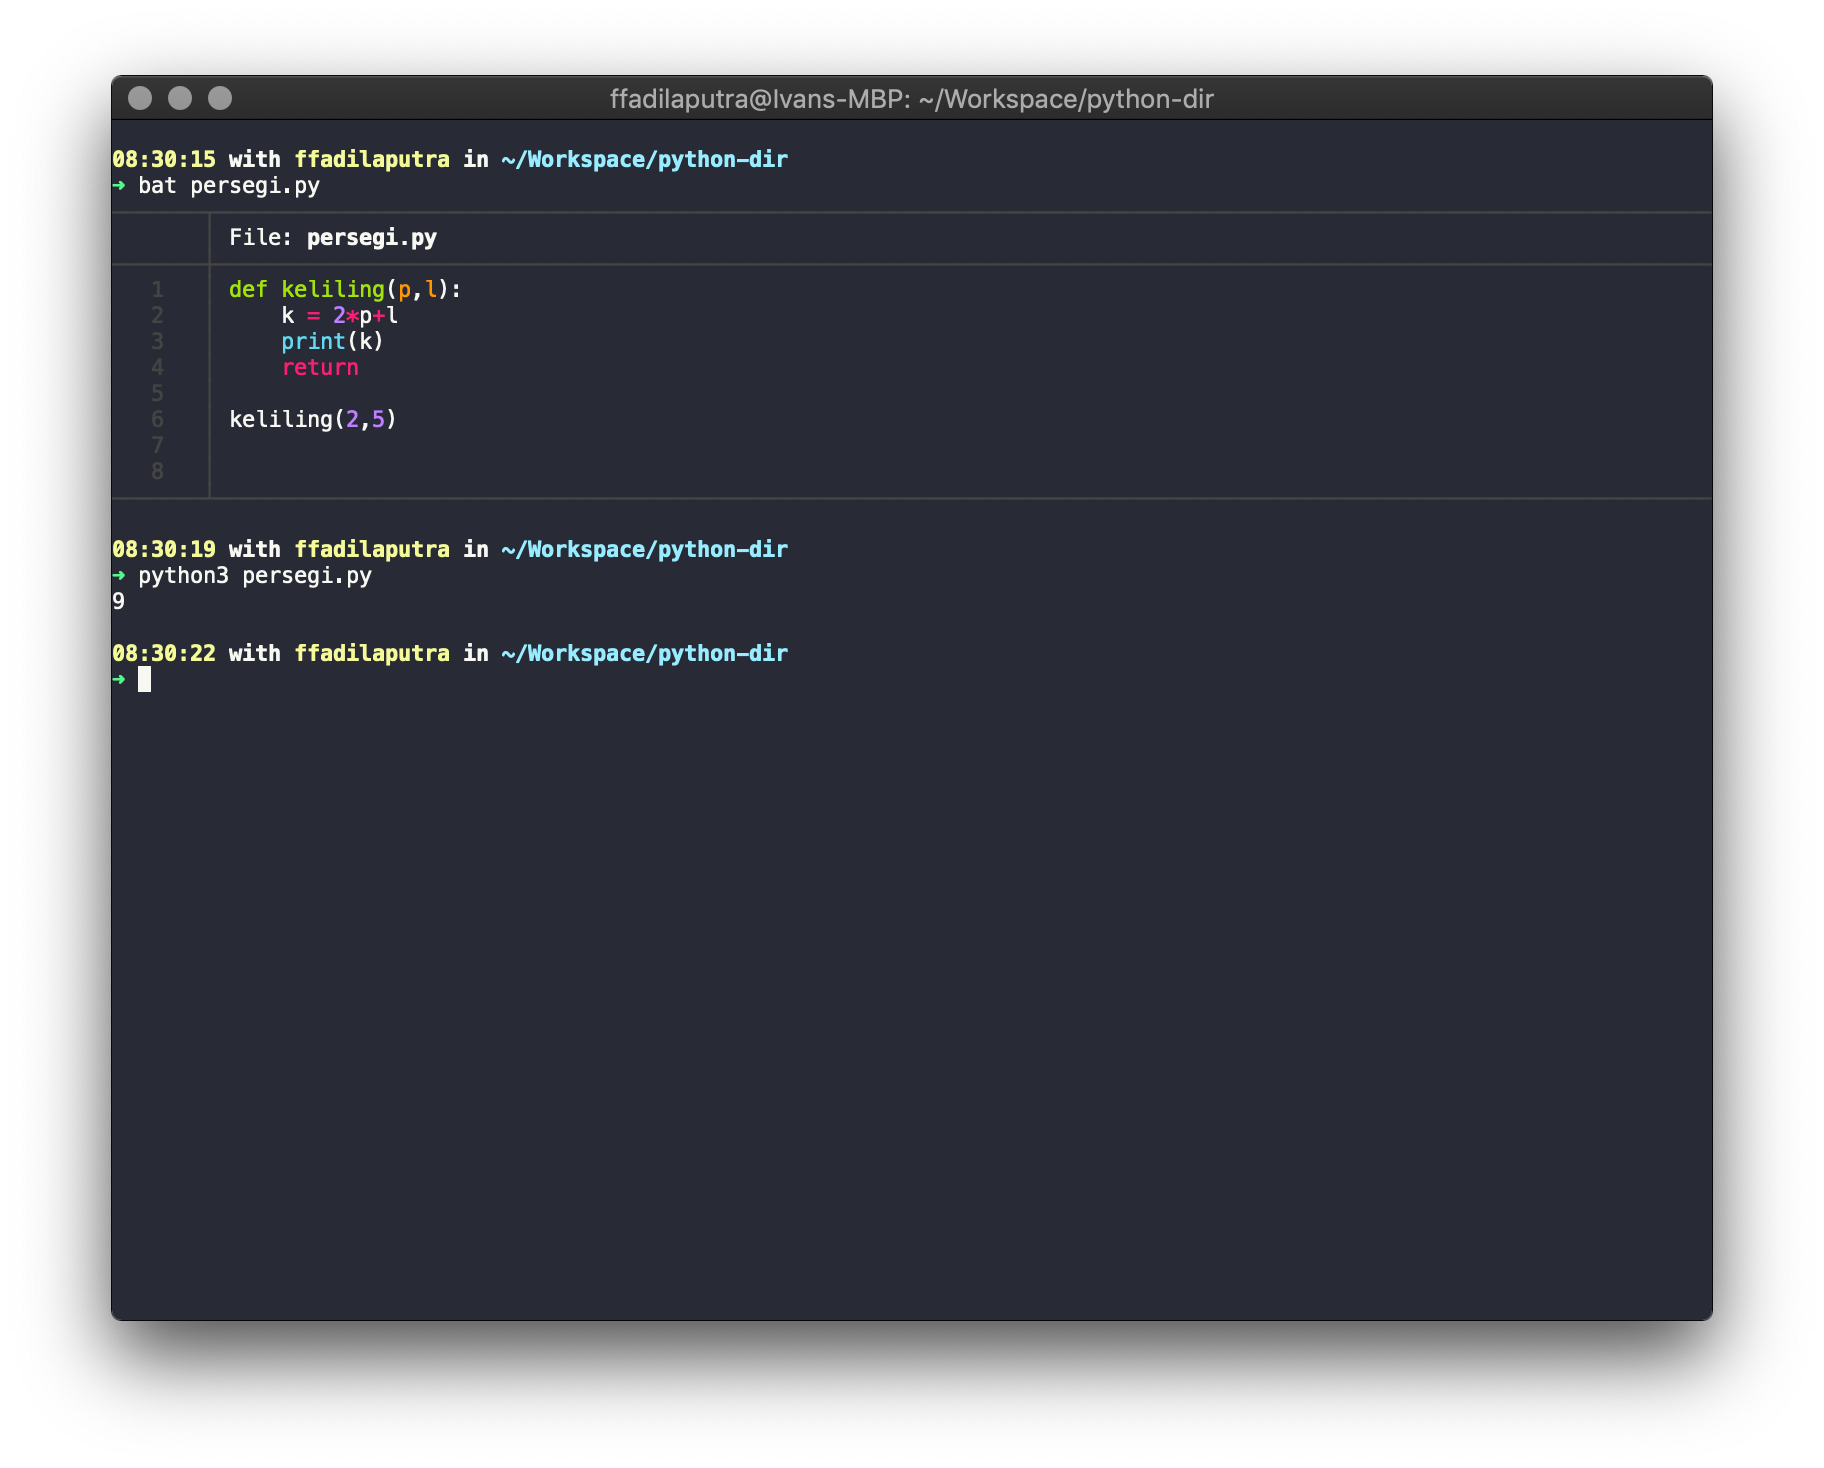 ffadilaputra@Ivans-MBP: ~/Workspace/python-dir
08:30:15 with ffadilaputra in ~/Workspace/python-dir
➜ bat persegi.py
File: persegi.py
1 def keliling(p,l):
2     k = 2*p+l
3     print(k)
4     return
5
6 keliling(2,5)
7
8
08:30:19 with ffadilaputra in ~/Workspace/python-dir
➜ python3 persegi.py
9
08:30:22 with ffadilaputra in ~/Workspace/python-dir
➜